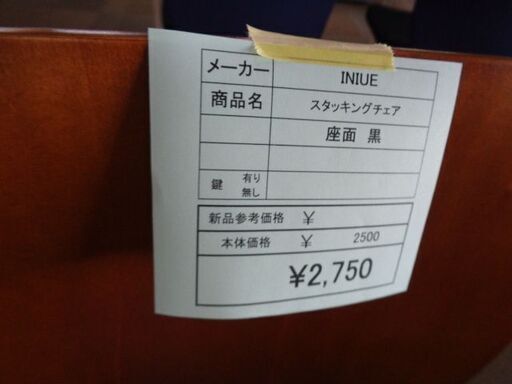 メーカー INIUE
商品名 スタッキングチェア
座面 黒
鍵 有り
無し
新品参考価格 ¥
本体価格 ¥ 2500
¥2,750